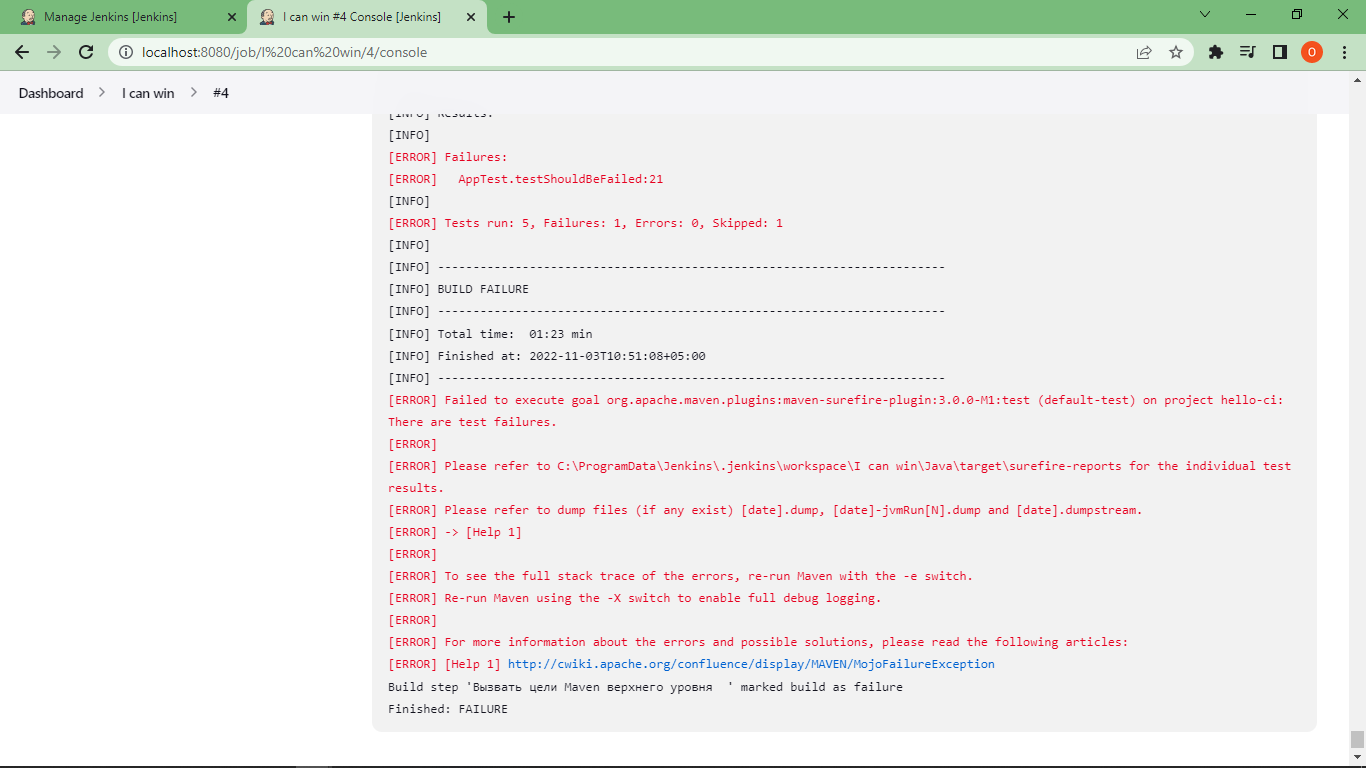 Manage Jenkins [Jenkins]
I can win #4 Console [Jenkins]
localhost:8080/job/I%20can%20win/4/console
O
Dashboard
I can win
#4
[INFO] Results:
[INFO]
[ERROR] Failures:
[ERROR]   AppTest.testShouldBeFailed:21
[INFO]
[ERROR] Tests run: 5, Failures: 1, Errors: 0, Skipped: 1
[INFO]
[INFO] ------------------------------------------------------------------------
[INFO] BUILD FAILURE
[INFO] ------------------------------------------------------------------------
[INFO] Total time:  01:23 min
[INFO] Finished at: 2022-11-03T10:51:08+05:00
[INFO] ------------------------------------------------------------------------
[ERROR] Failed to execute goal org.apache.maven.plugins:maven-surefire-plugin:3.0.0-M1:test (default-test) on project hello-ci:
There are test failures.
[ERROR]
[ERROR] Please refer to C:\ProgramData\Jenkins\.jenkins\workspace\I can win\Java\target\surefire-reports for the individual test
results.
[ERROR] Please refer to dump files (if any exist) [date].dump, [date]-jvmRun[N].dump and [date].dumpstream.
[ERROR] -> [Help 1]
[ERROR]
[ERROR] To see the full stack trace of the errors, re-run Maven with the -e switch.
[ERROR] Re-run Maven using the -X switch to enable full debug logging.
[ERROR]
[ERROR] For more information about the errors and possible solutions, please read the following articles:
[ERROR] [Help 1] http://cwiki.apache.org/confluence/display/MAVEN/MojoFailureException
Build step 'Вызвать цели Maven верхнего уровня  ' marked build as failure
Finished: FAILURE